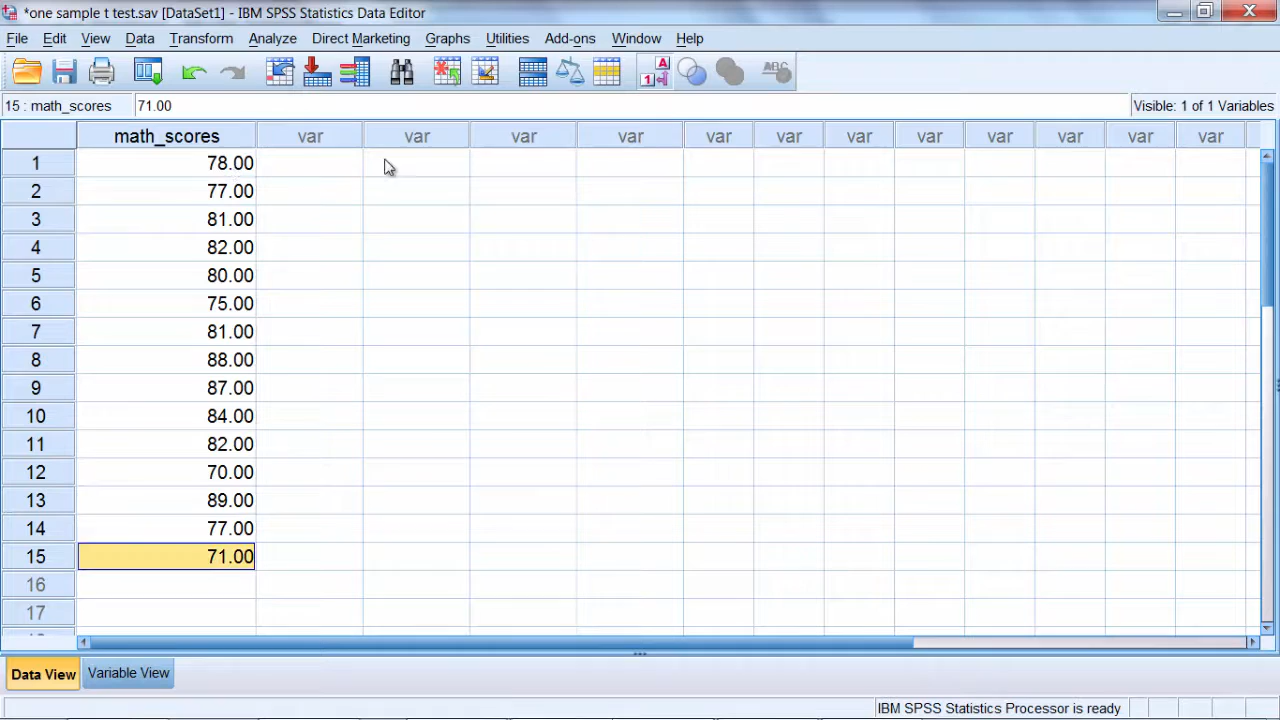 *one sample t test.sav [DataSet1] - IBM SPSS Statistics Data Editor
File Edit View Data Transform Analyze Direct Marketing Graphs Utilities Add-ons Window Help
15 : math_scores 71.00 Visible: 1 of 1 Variables
math_scores var var var var var var var var var var var
1 78.00
2 77.00
3 81.00
4 82.00
5 80.00
6 75.00
7 81.00
8 88.00
9 87.00
10 84.00
11 82.00
12 70.00
13 89.00
14 77.00
15 71.00
16
17
Data View Variable View
IBM SPSS Statistics Processor is ready